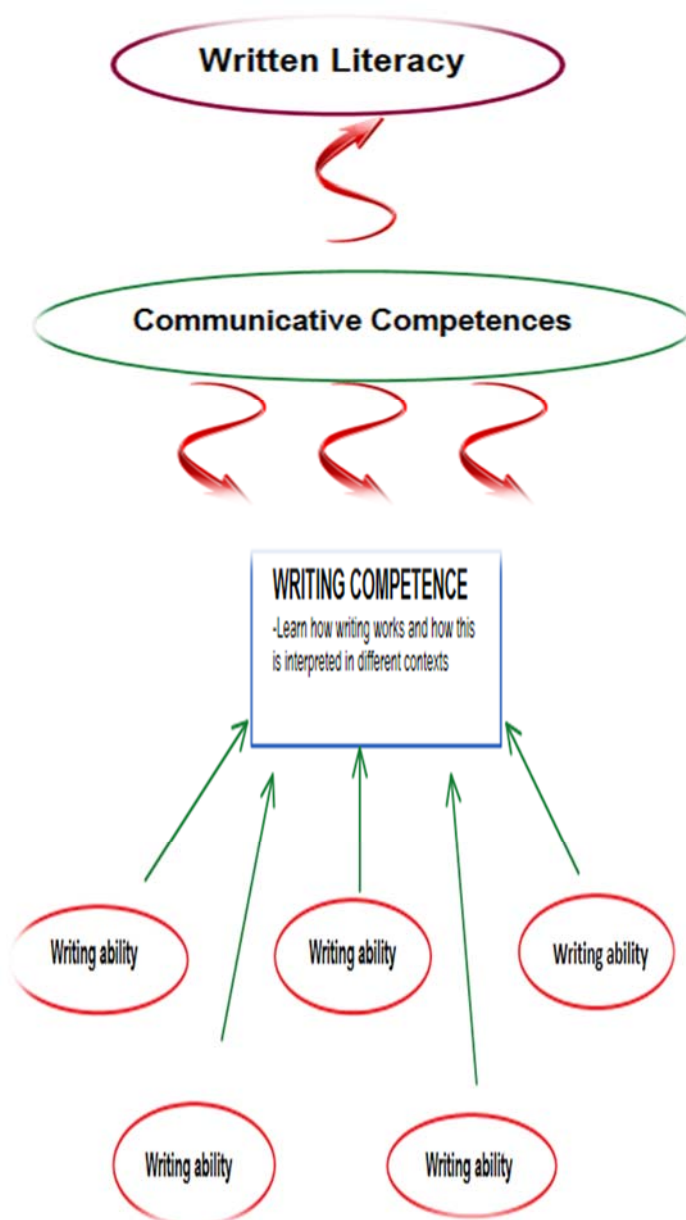 Written Literacy
Communicative Competences
WRITING COMPETENCE
-Learn how writing works and how this
is interpreted in different contexts
Writing ability
Writing ability
Writing ability
Writing ability
Writing ability